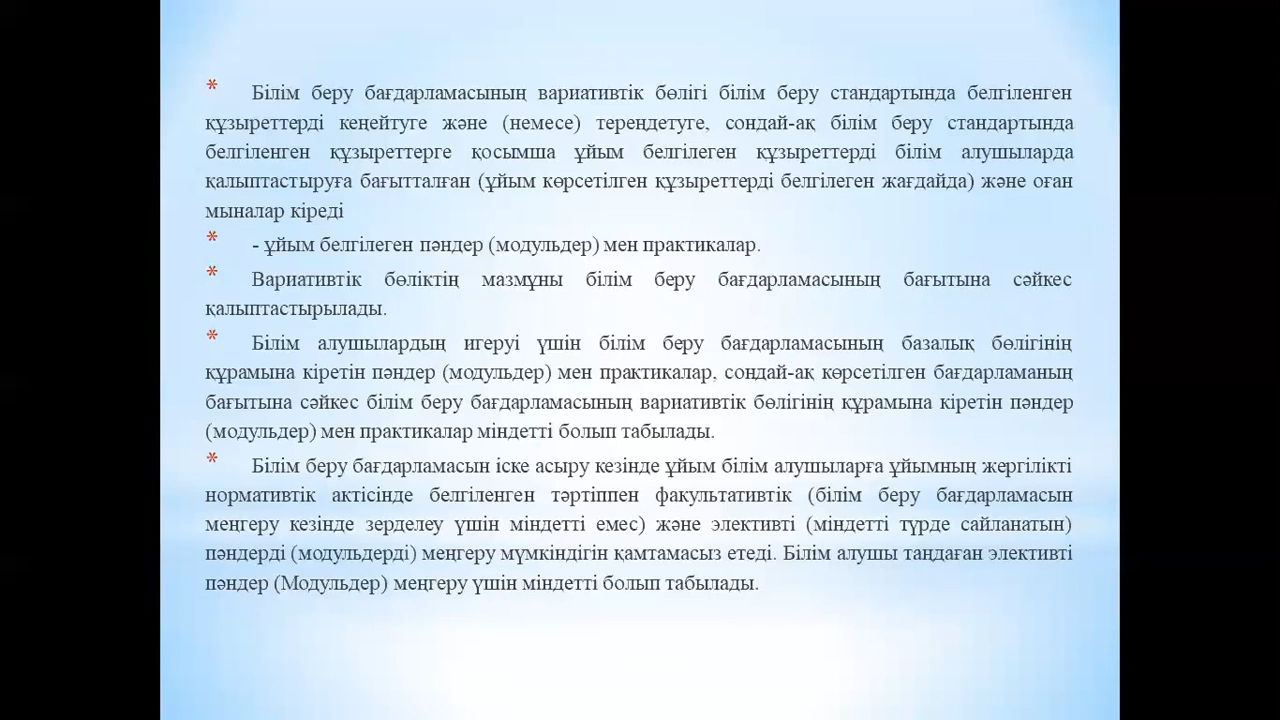 * Білім беру бағдарламасының вариативтік бөлігі білім беру стандартында белгіленген
құзыреттерді кеңейтуге және (немесе) тереңдетуге, сондай-ақ білім беру стандартында
белгіленген құзыреттерге қосымша ұйым белгілеген құзыреттерді білім алушыларда
қалыптастыруға бағытталған (ұйым көрсетілген құзыреттерді белгілеген жағдайда) және оған
мыналар кіреді
* - ұйым белгілеген пәндер (модульдер) мен практикалар.
* Вариативтік бөліктің мазмұны білім беру бағдарламасының бағытына сәйкес
қалыптастырылады.
* Білім алушылардың игеруі үшін білім беру бағдарламасының базалық бөлігінің
құрамына кіретін пәндер (модульдер) мен практикалар, сондай-ақ көрсетілген бағдарламаның
бағытына сәйкес білім беру бағдарламасының вариативтік бөлігінің құрамына кіретін пәндер
(модульдер) мен практикалар міндетті болып табылады.
* Білім беру бағдарламасын іске асыру кезінде ұйым білім алушыларға ұйымның жергілікті
нормативтік актісінде белгіленген тәртіппен факультативтік (білім беру бағдарламасын
меңгеру кезінде зерделеу үшін міндетті емес) және элективті (міндетті түрде сайланатын)
пәндерді (модульдерді) меңгеру мүмкіндігін қамтамасыз етеді. Білім алушы таңдаған элективті
пәндер (Модульдер) меңгеру үшін міндетті болып табылады.